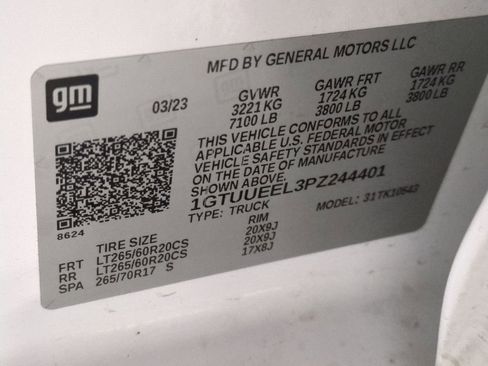 MFD BY GENERAL MOTORS LLC
gm
03/23 GVWR GAWR FRT GAWR RR
3221 KG 1724 KG 1724 KG
7100 LB 3800 LB 3800 LB
THIS VEHICLE CONFORMS TO ALL
APPLICABLE U.S. FEDERAL MOTOR
VEHICLE SAFETY STANDARDS IN EFFECT
ON THE DATE OF MANUFACTURE
SHOWN ABOVE.
1GTUUEEL3PZ244401
TYPE: TRUCK MODEL: 31TK10543
8624
TIRE SIZE RIM
FRT LT265/60R20CS 20X9J
RR LT265/60R20CS 20X9J
SPA 265/70R17 S 17X8J